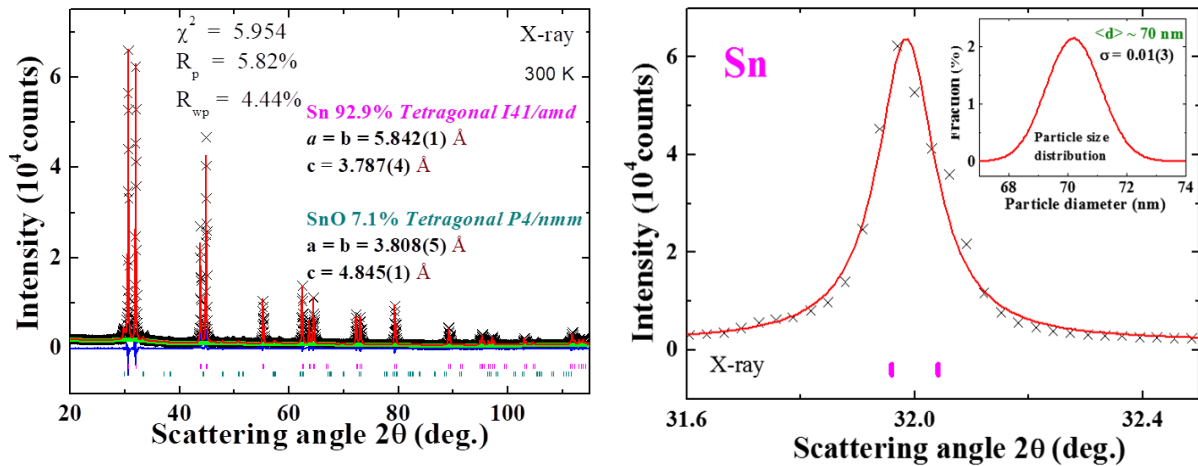 χ² = 5.954
R_p = 5.82%
R_wp = 4.44%
X-ray
300 K
Sn 92.9% Tetragonal I41/amd
a = b = 5.842(1) Å
c = 3.787(4) Å
SnO 7.1% Tetragonal P4/nmm
a = b = 3.808(5) Å
c = 4.845(1) Å
Intensity (10⁴ counts)
6
4
2
0
20 40 60 80 100
Scattering angle 2θ (deg.)
Sn
Intensity (10⁴ counts)
6
4
2
0
X-ray
31.6 32.0 32.4
Scattering angle 2θ (deg.)
<d> ~ 70 nm
σ = 0.01(3)
Fraction (%)
2
1
0
Particle size
distribution
68 70 72 74
Particle diameter (nm)